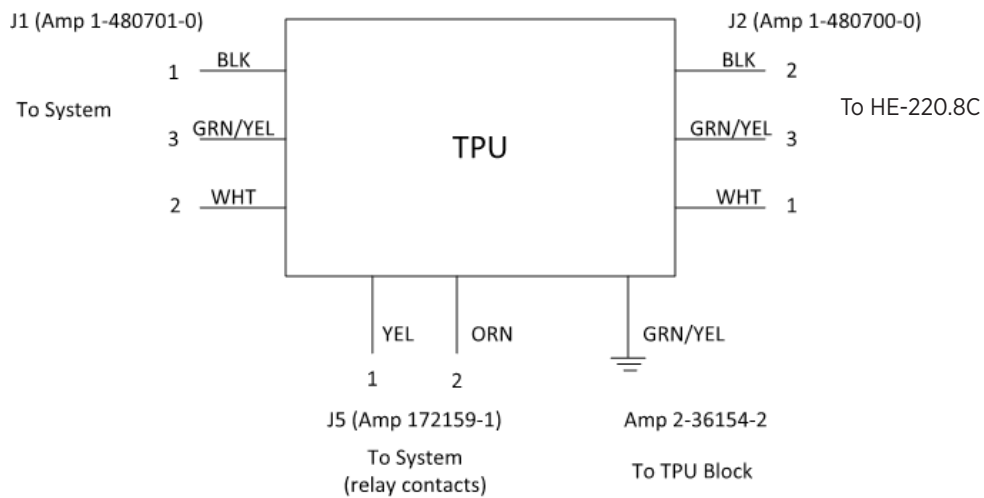 J1 (Amp 1-480701-0)
J2 (Amp 1-480700-0)
1 BLK
BLK 2
To System
To HE-220.8C
3 GRN/YEL
TPU
GRN/YEL 3
2 WHT
WHT 1
YEL
ORN
GRN/YEL
1
2
J5 (Amp 172159-1)
Amp 2-36154-2
To System
(relay contacts)
To TPU Block